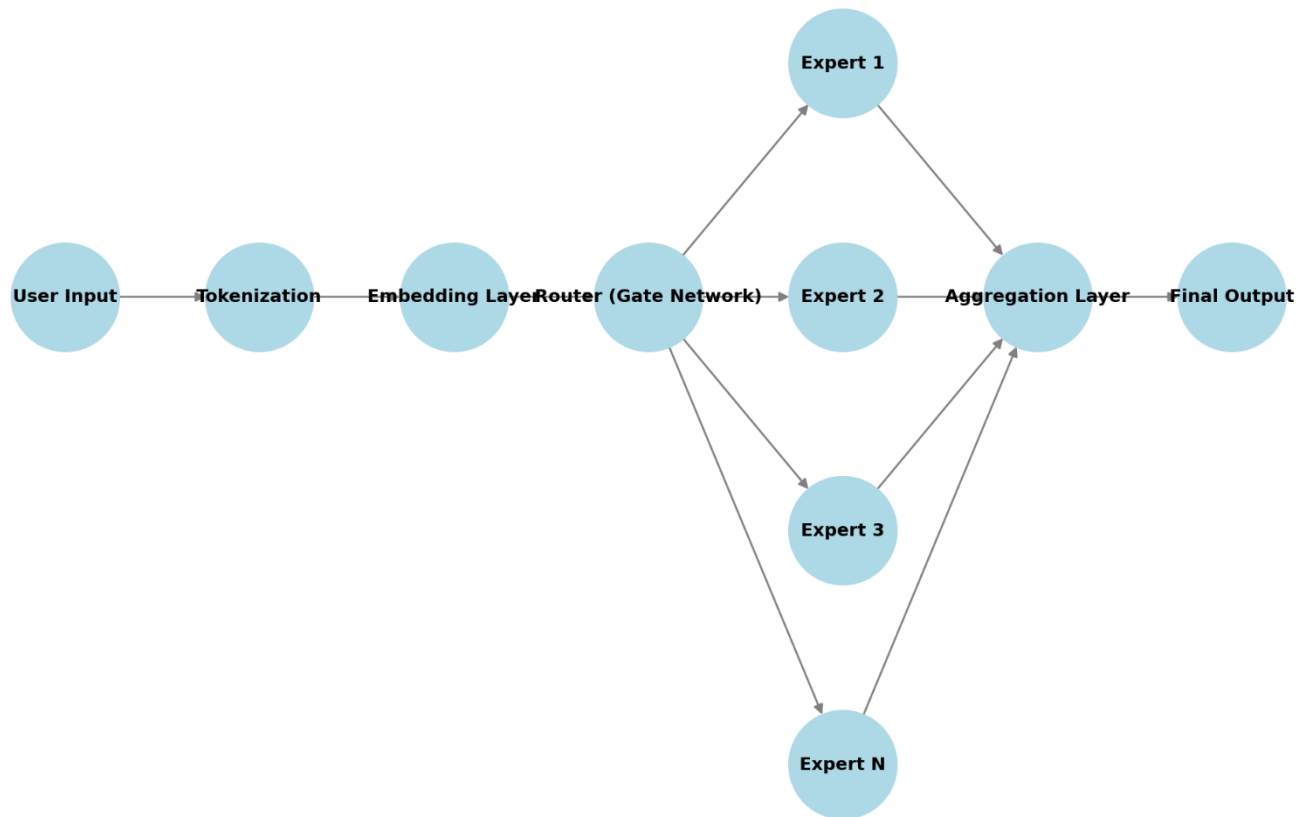 Expert 1
User Input
Tokenization
Embedding Layer
Router (Gate Network)
Expert 2
Aggregation Layer
Final Output
Expert 3
Expert N